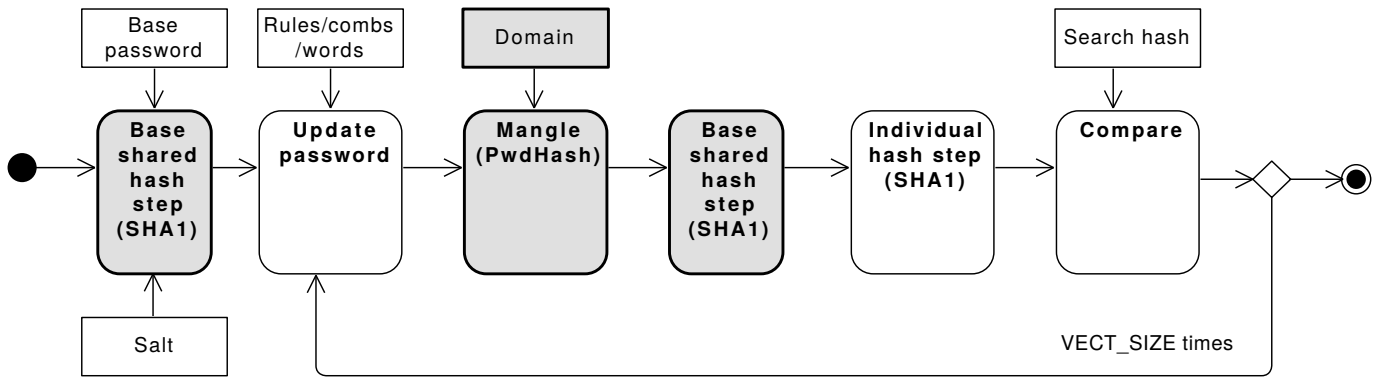 Base
password
Rules/combs
/words
Domain
Search hash
Base
shared
hash
step
(SHA1)
Update
password
Mangle
(PwdHash)
Base
shared
hash
step
(SHA1)
Individual
hash step
(SHA1)
Compare
Salt
VECT_SIZE times